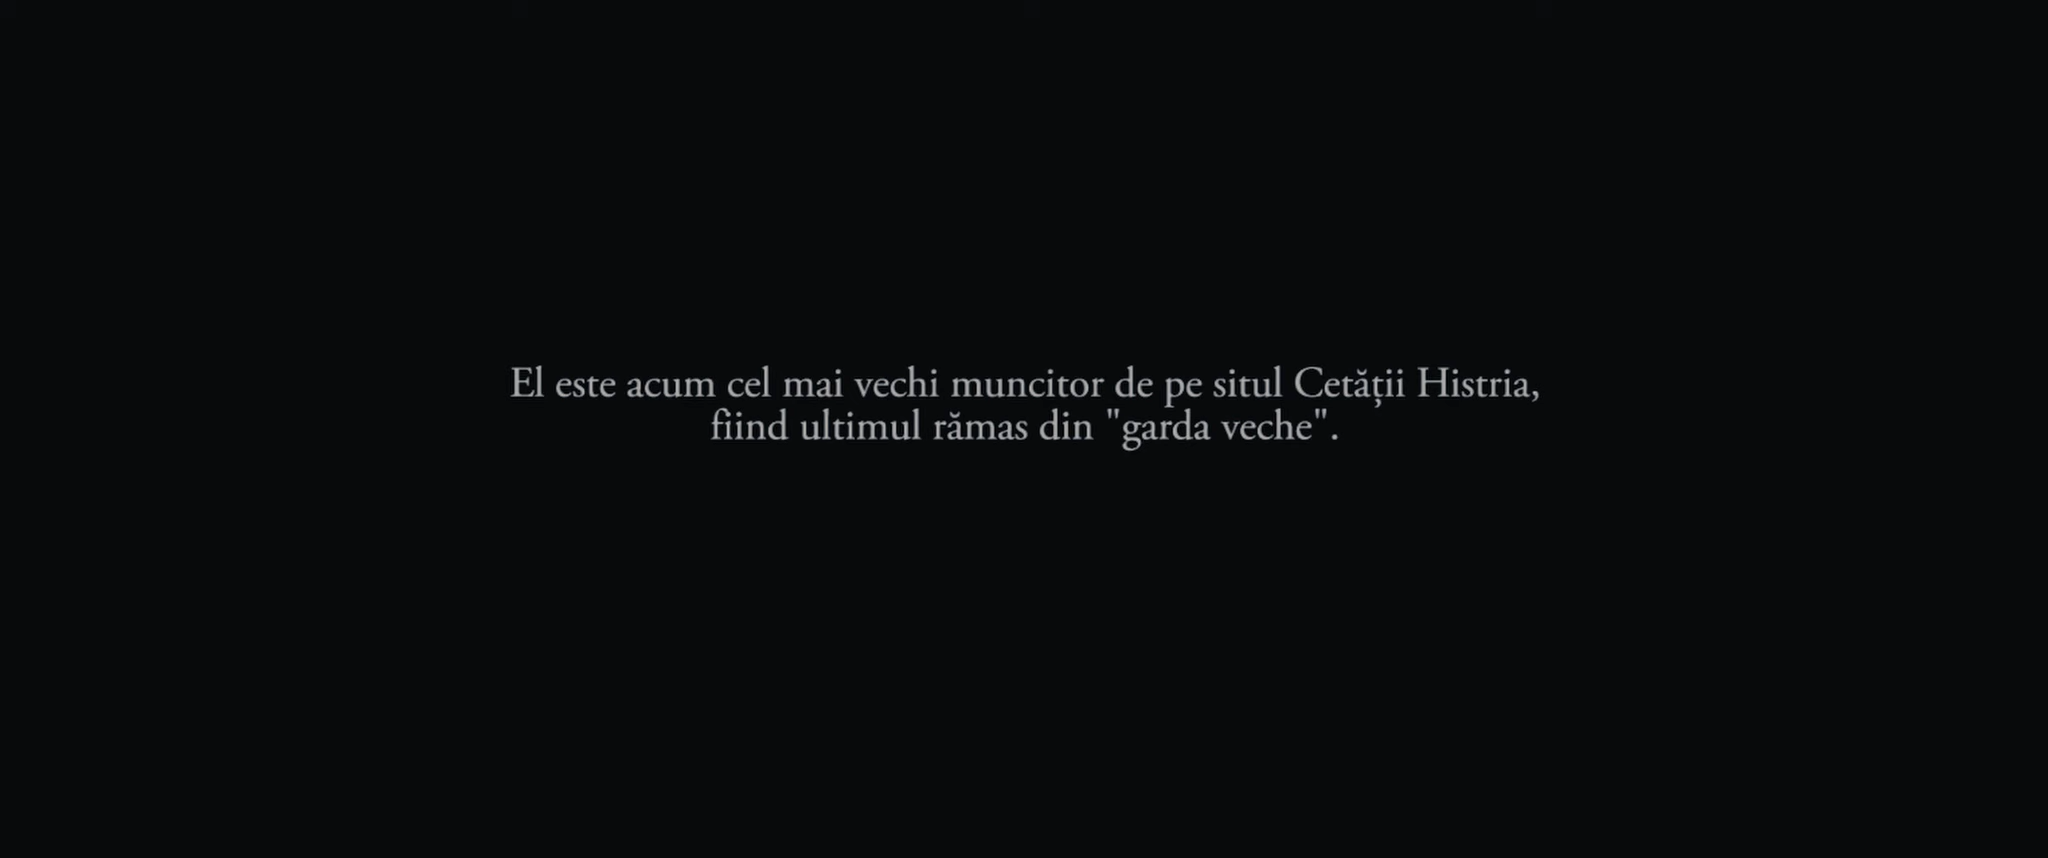 El este acum cel mai vechi muncitor de pe situl Cetății Histria,
fiind ultimul rămas din "garda veche".